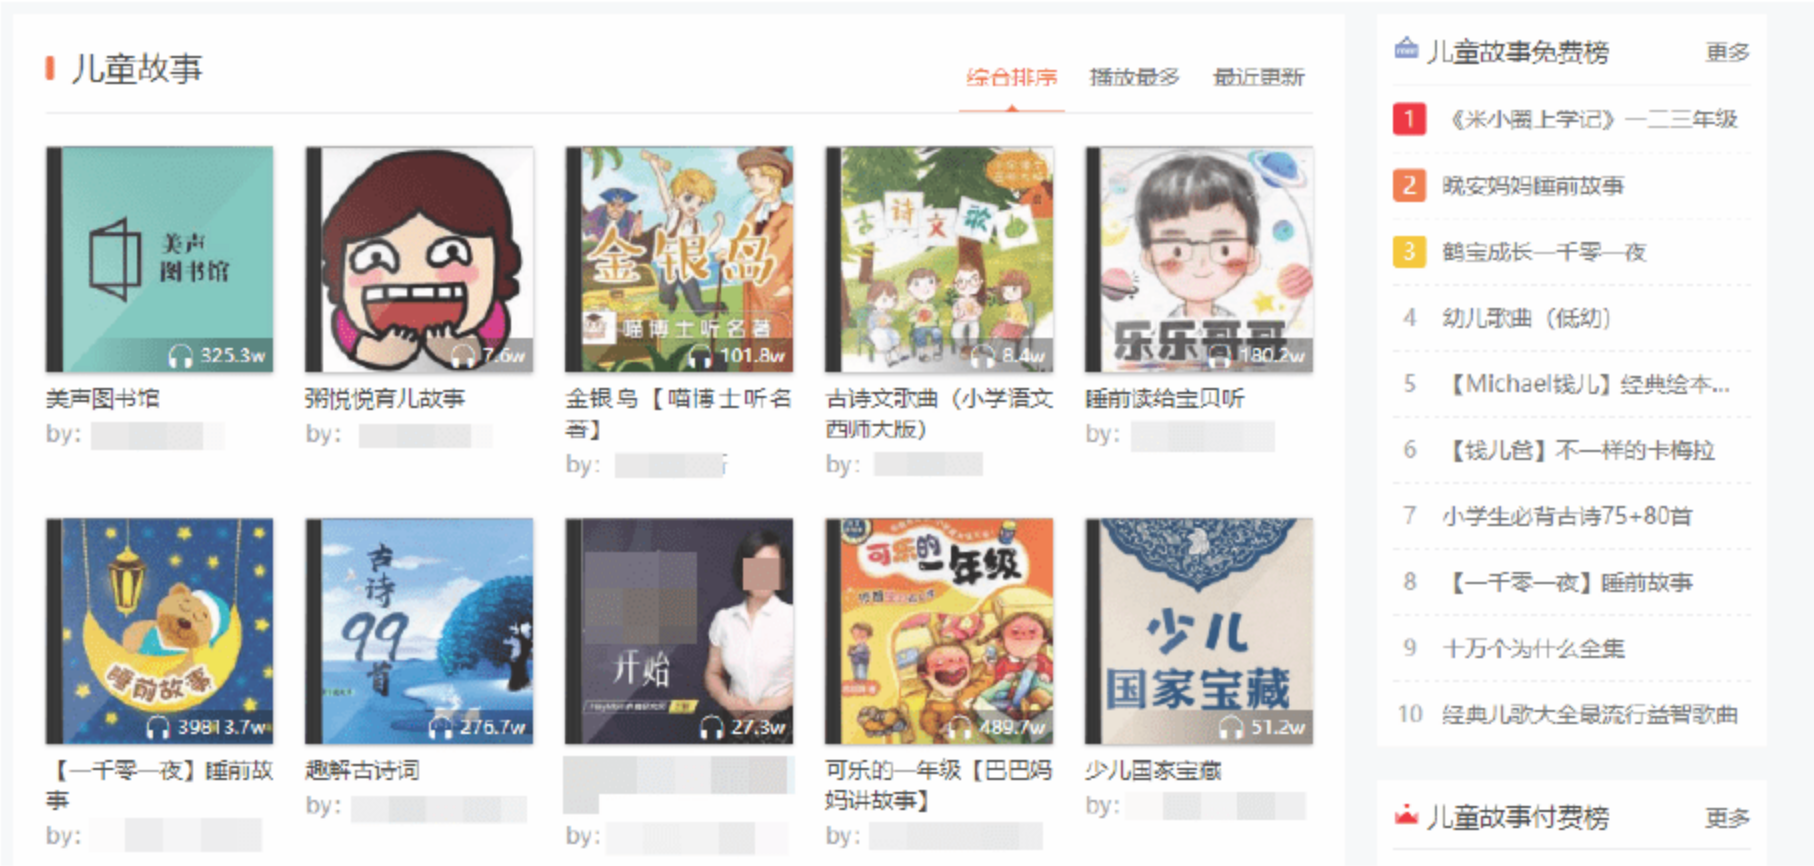 儿童故事
综合排序 播放最多 最近更新
美声
图书馆
325.3w
7.6w
金银岛
喵博士听名著
101.8w
古诗文歌曲
8.4w
乐乐哥哥
180.2w
美声图书馆
by:
粥悦悦育儿故事
by:
金银岛【喵博士听名
著】
by:
古诗文歌曲（小学语文
西师大版）
by:
睡前读给宝贝听
by:
睡前故事
39813.7w
古诗
99
首
276.7w
开始
27.3w
可乐的一年级
489.7w
少儿
国家宝藏
51.2w
【一千零一夜】睡前故
事
by:
趣解古诗词
by:
by:
可乐的一年级【巴巴妈
妈讲故事】
by:
少儿国家宝藏
by:
儿童故事免费榜 更多
1 《米小圈上学记》一二三年级
2 晚安妈妈睡前故事
3 鹤宝成长一千零一夜
4 幼儿歌曲（低幼）
5 【Michael钱儿】经典绘本...
6 【钱儿爸】不一样的卡梅拉
7 小学生必背古诗75+80首
8 【一千零一夜】睡前故事
9 十万个为什么全集
10 经典儿歌大全最流行益智歌曲
儿童故事付费榜 更多